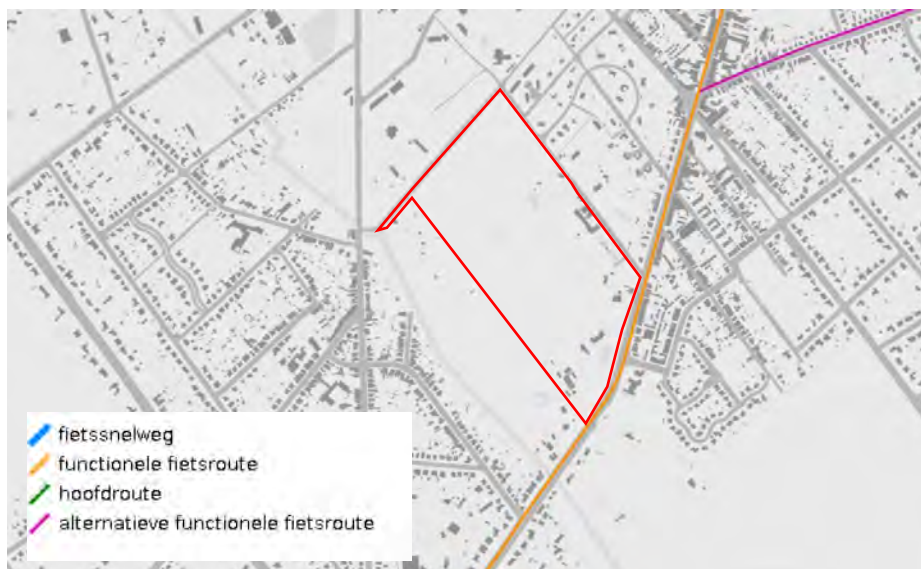 fietssnelweg
functionele fietsroute
hoofdroute
alternatieve functionele fietsroute